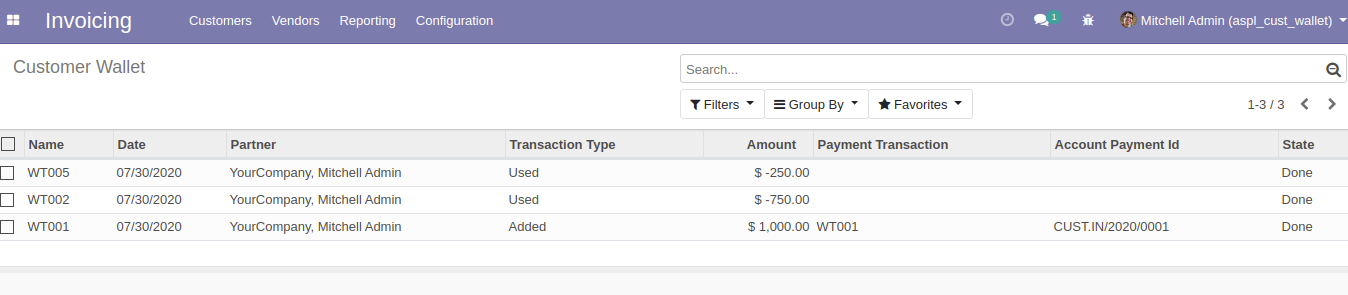 Invoicing Customers Vendors Reporting Configuration 1 Mitchell Admin (aspl_cust_wallet)
Customer Wallet Search...
Filters Group By Favorites 1-3 / 3
Name Date Partner Transaction Type Amount Payment Transaction Account Payment Id State
WT005 07/30/2020 YourCompany, Mitchell Admin Used $ -250.00 Done
WT002 07/30/2020 YourCompany, Mitchell Admin Used $ -750.00 Done
WT001 07/30/2020 YourCompany, Mitchell Admin Added $ 1,000.00 WT001 CUST.IN/2020/0001 Done